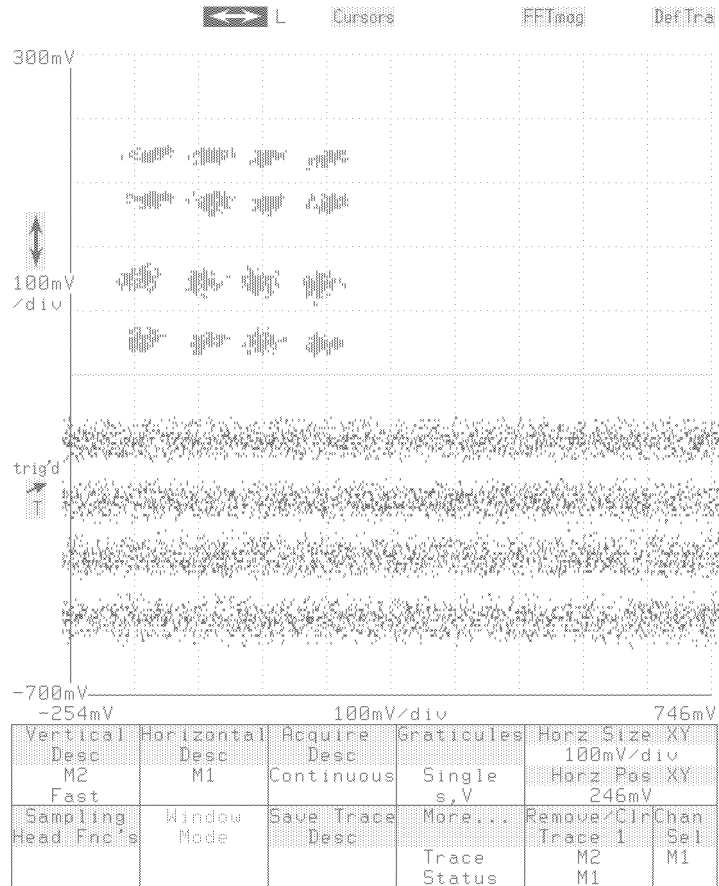 L Cursors FFTmag DefTra
300mV
100mV
/div
trig'd
T
-700mV
-254mV 100mV/div 746mV
Vertical Horizontal Acquire Graticules Horz Size XY
Desc Desc Desc 100mV/div
M2 M1 Continuous Single Horz Pos XY
Fast s,V 246mV
Sampling Window Save Trace More... Remove/Clr Chan
Head Fnc's Mode Desc Trace 1 Sel
Trace M2 M1
Status M1